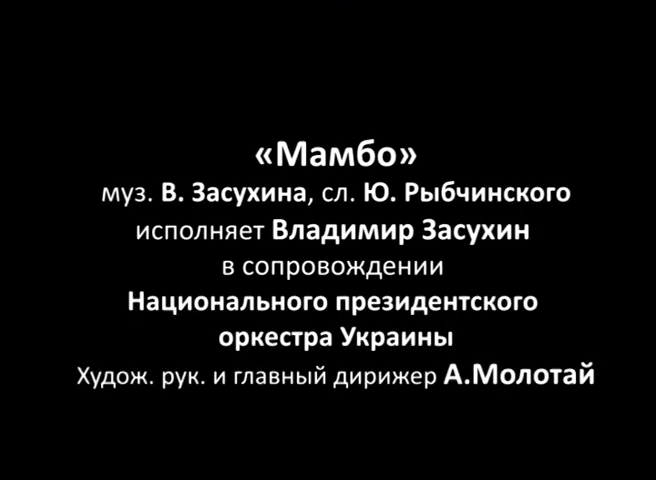 «Мамбо»
муз. В. Засухина, сл. Ю. Рыбчинского
исполняет Владимир Засухин
в сопровождении
Национального президентского
оркестра Украины
Худож. рук. и главный дирижер А.Молотай